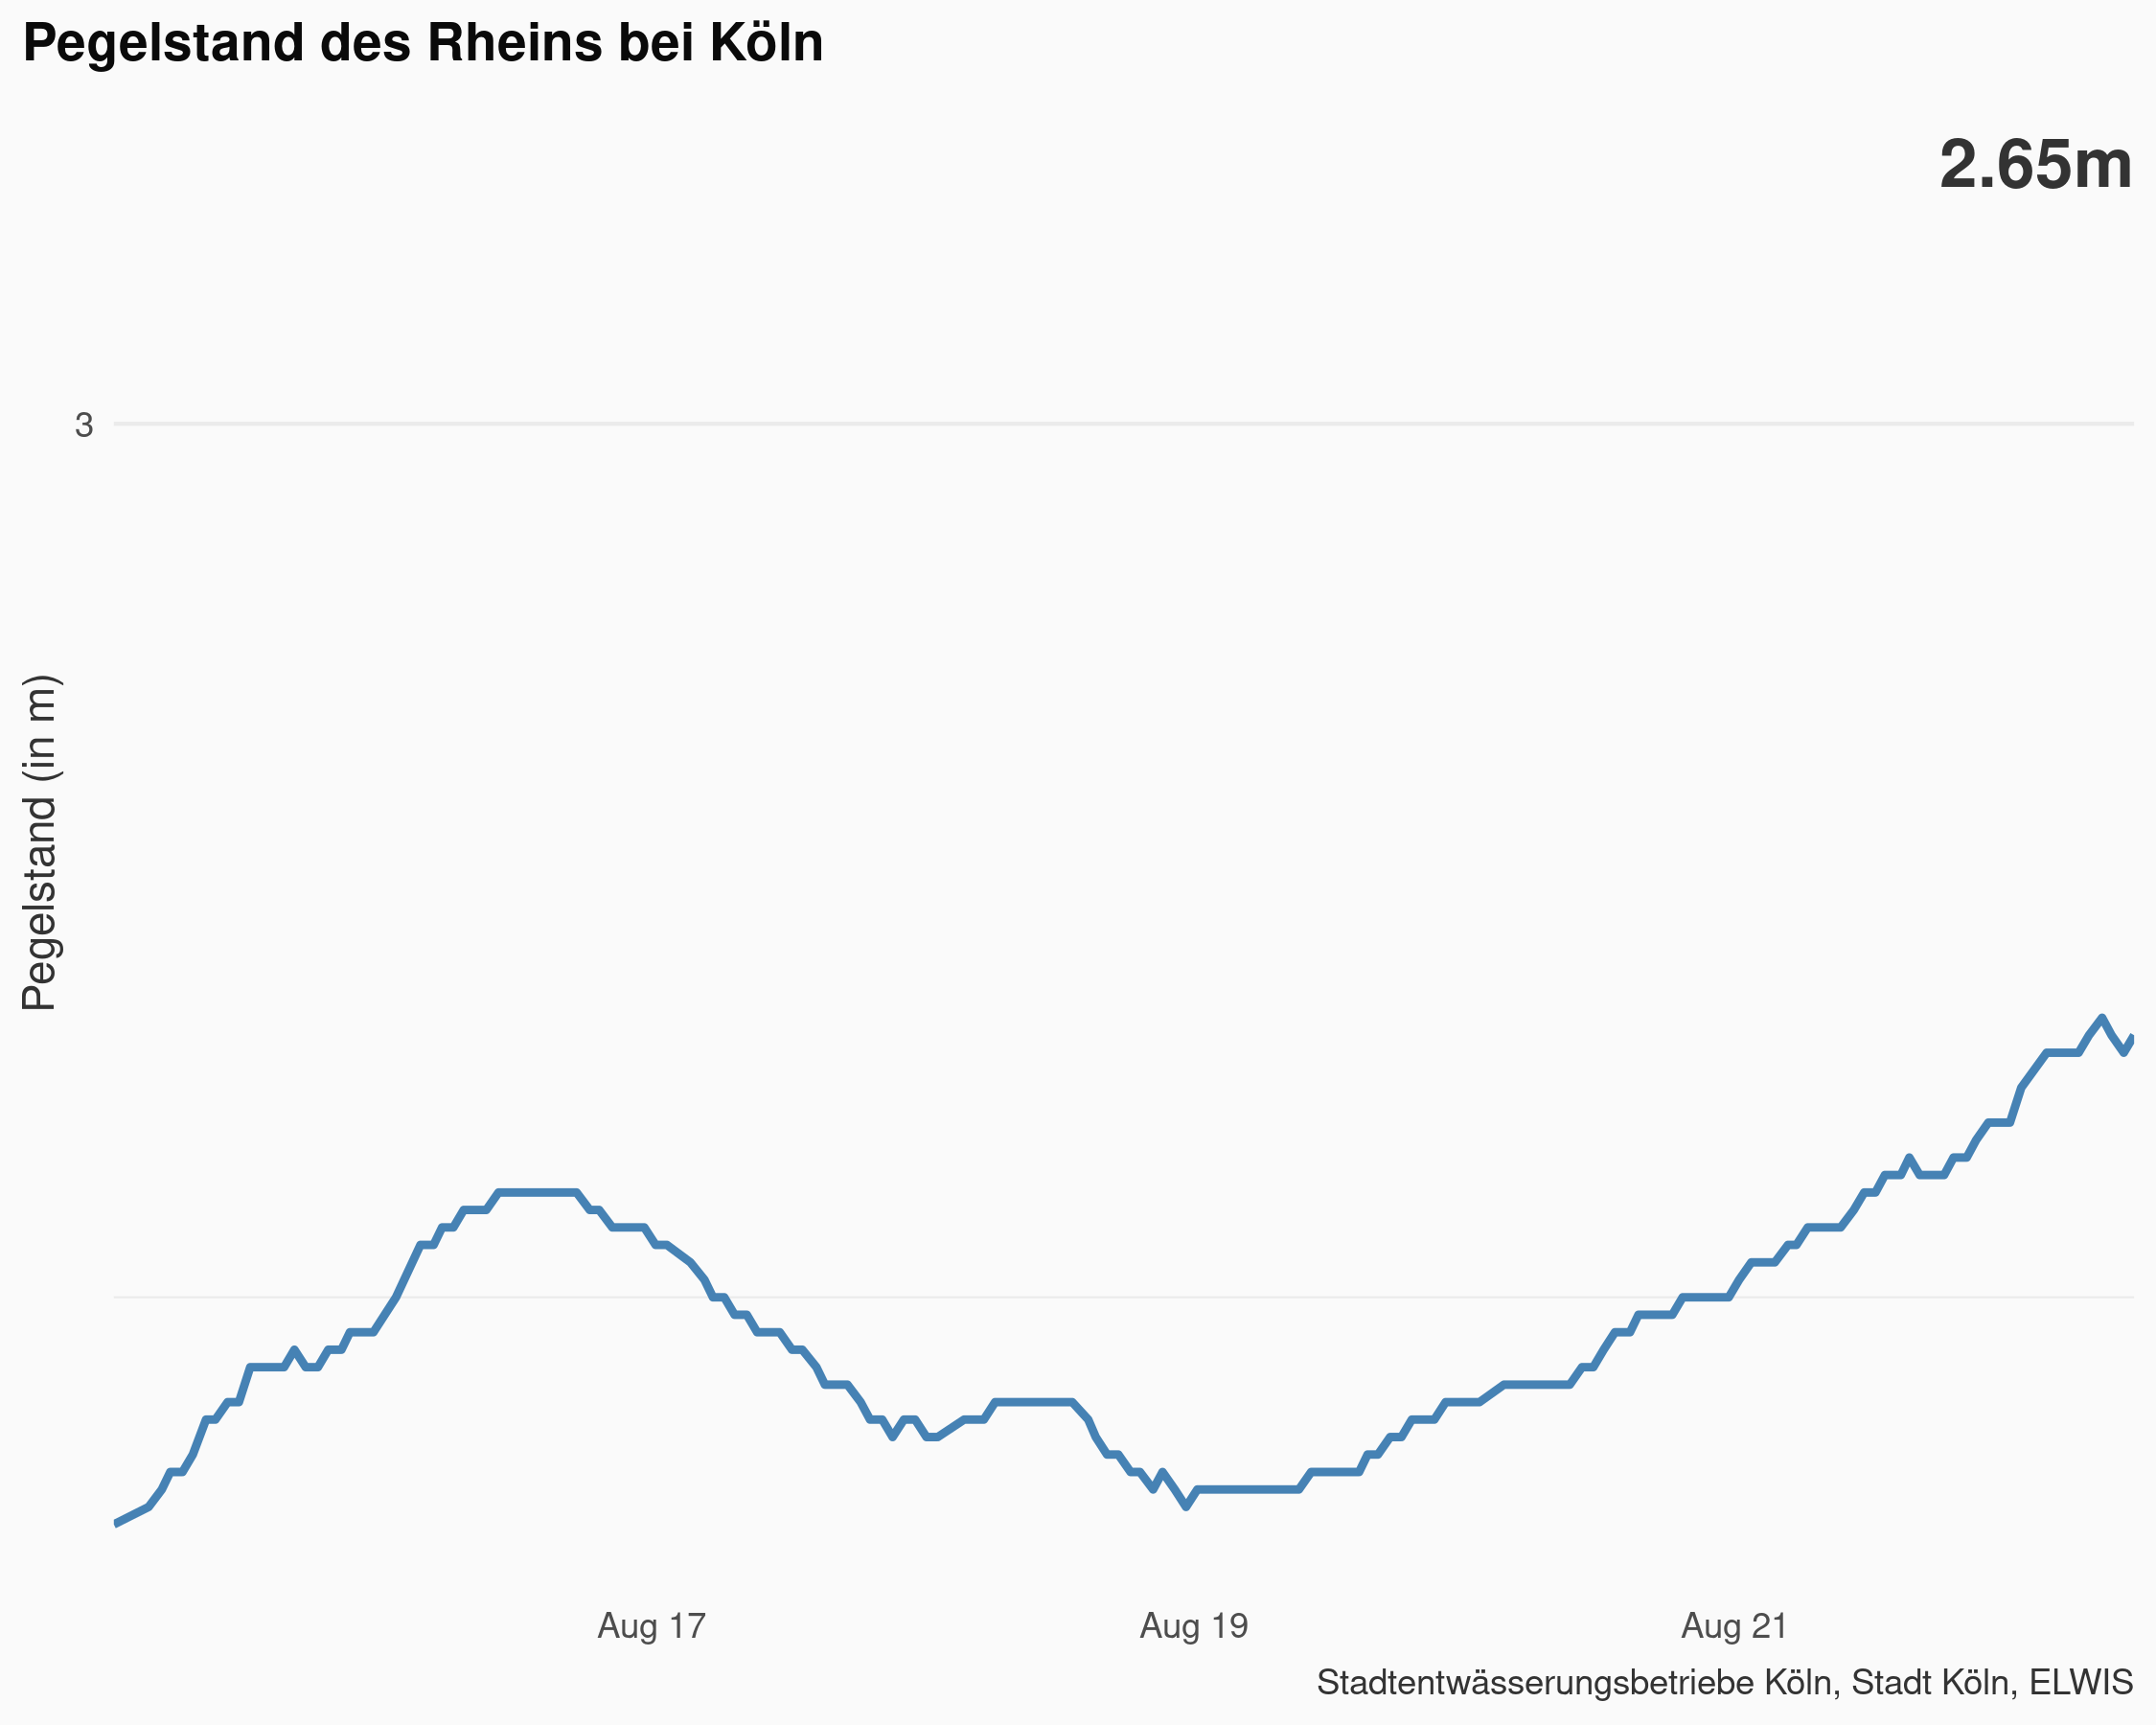 Pegelstand des Rheins bei Köln
2.65m
3
Pegelstand (in m)
Aug 17
Aug 19
Aug 21
Stadtentwässerungsbetriebe Köln, Stadt Köln, ELWIS